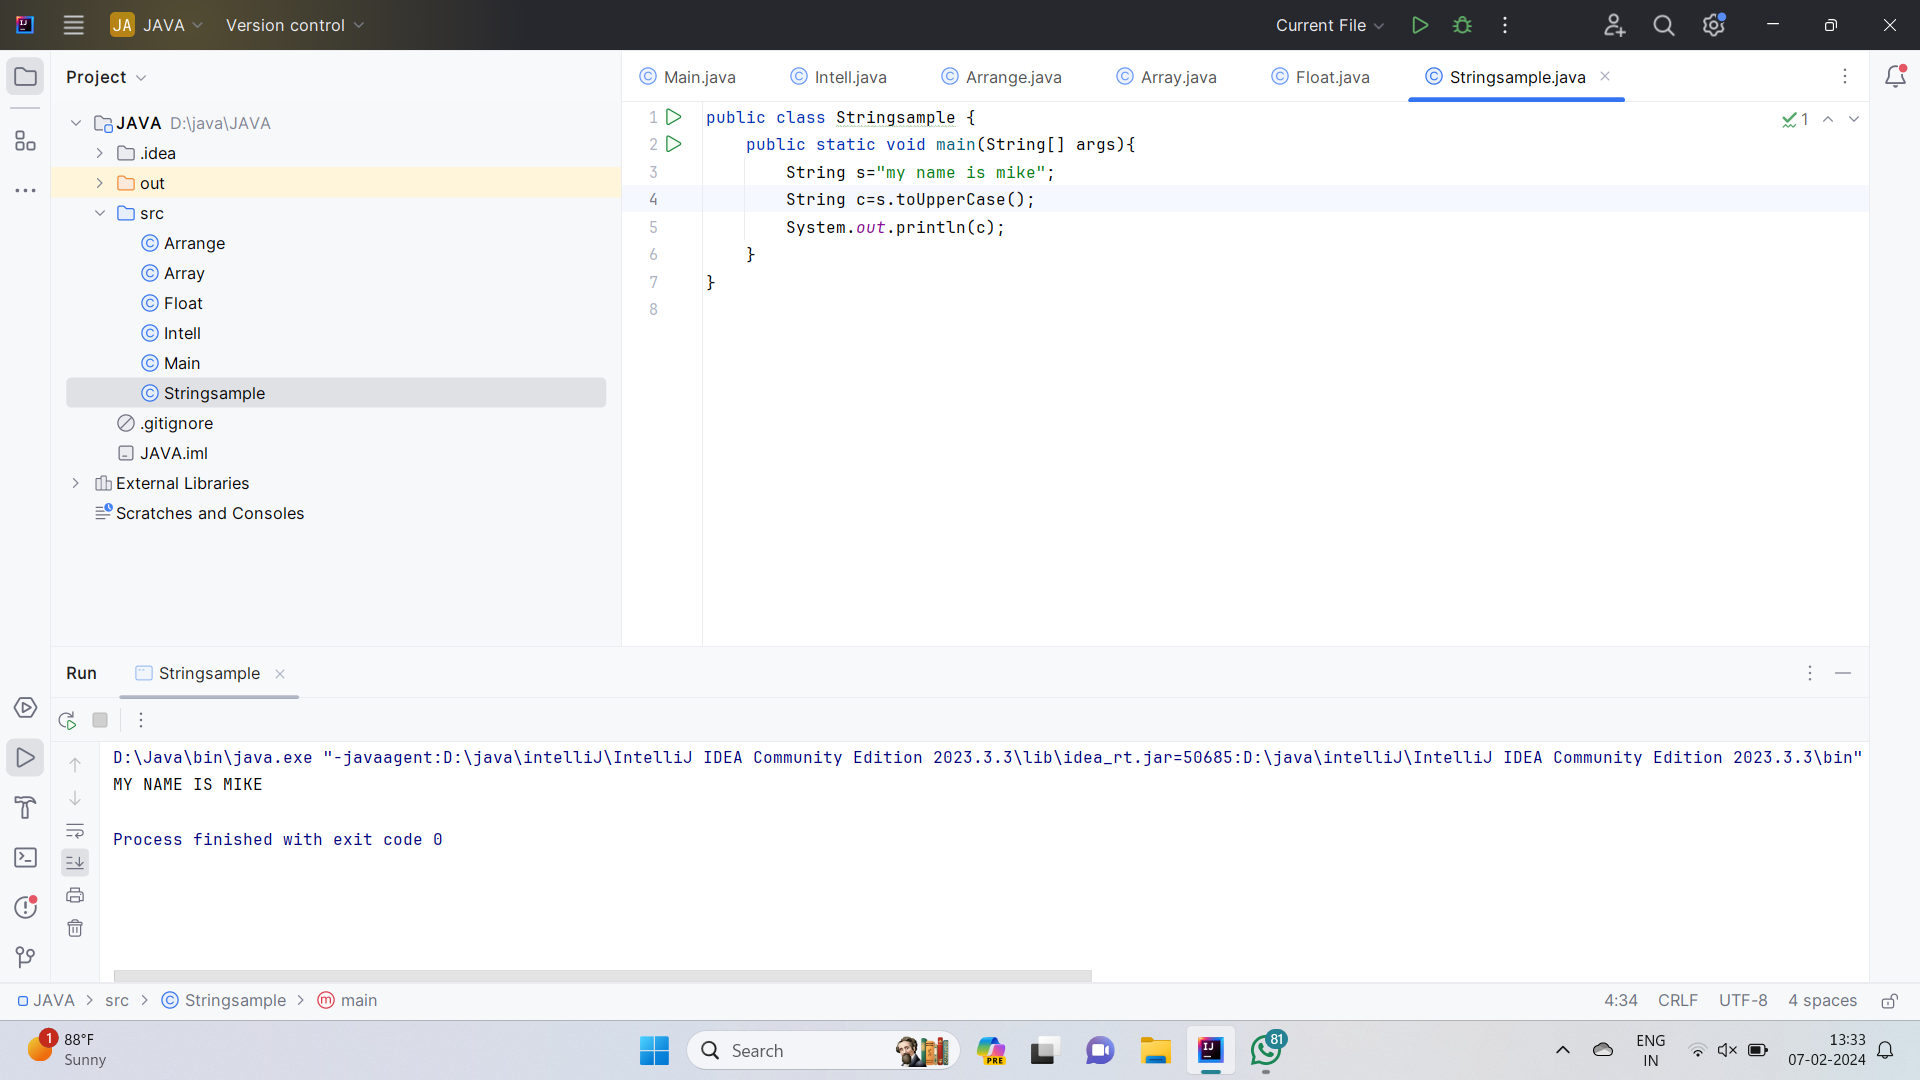 JA JAVA Version control Current File
Project
Main.java Intell.java Arrange.java Array.java Float.java Stringsample.java
JAVA D:\java\JAVA
.idea
out
src
Arrange
Array
Float
Intell
Main
Stringsample
.gitignore
JAVA.iml
External Libraries
Scratches and Consoles
1 public class Stringsample {
2 public static void main(String[] args){
3 String s="my name is mike";
4 String c=s.toUpperCase();
5 System.out.println(c);
6 }
7 }
8
1
Run Stringsample
D:\Java\bin\java.exe "-javaagent:D:\java\intelliJ\IntelliJ IDEA Community Edition 2023.3.3\lib\idea_rt.jar=50685:D:\java\intelliJ\IntelliJ IDEA Community Edition 2023.3.3\bin"
MY NAME IS MIKE
Process finished with exit code 0
JAVA > src > Stringsample > main 4:34 CRLF UTF-8 4 spaces
1 88°F
Sunny
Search
PRE
IJ
81
ENG
IN
13:33
07-02-2024